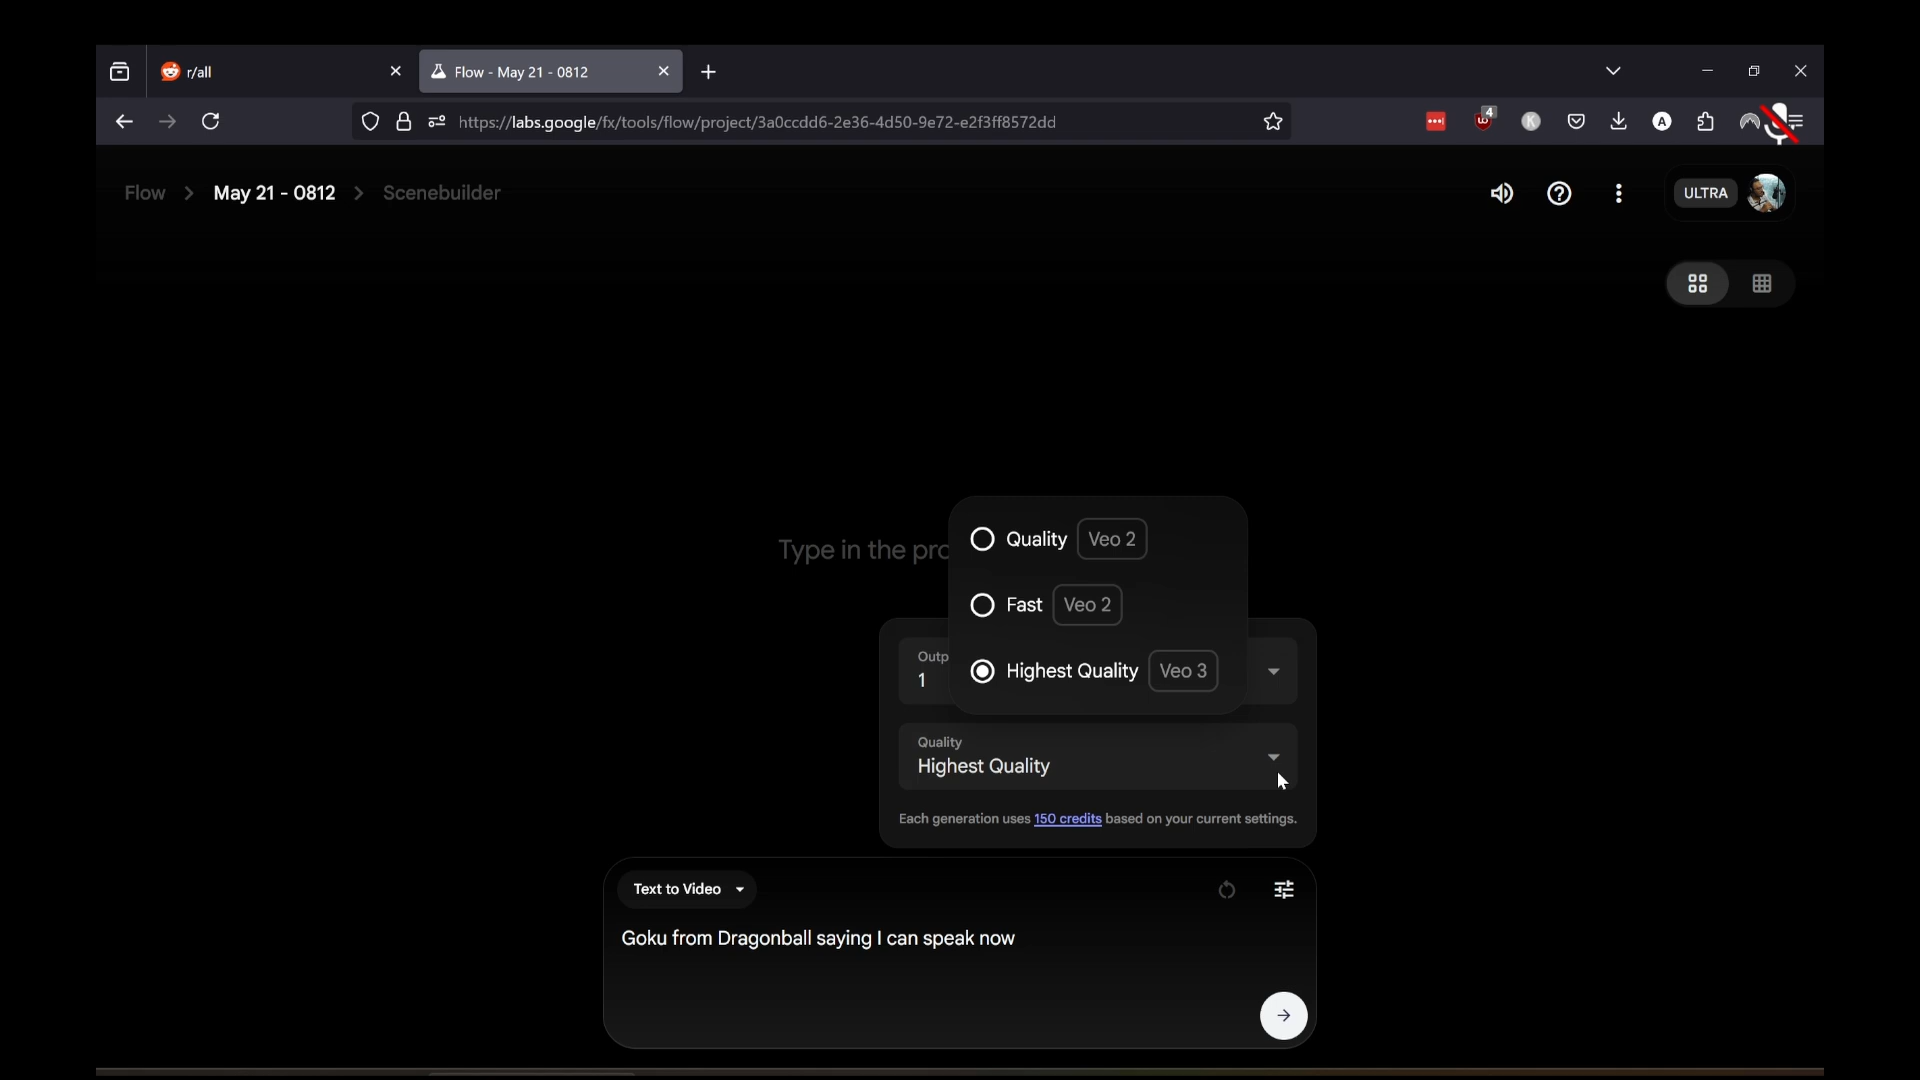 r/all
Flow - May 21 - 0812
https://labs.google/fx/tools/flow/project/3a0ccdd6-2e36-4d50-9e72-e2f3ff8572dd
4
K
A
Flow > May 21 - 0812 > Scenebuilder
ULTRA
Quality Veo 2
Type in the pro
Fast Veo 2
Outp
1
Highest Quality Veo 3
Quality
Highest Quality
Each generation uses 150 credits based on your current settings.
Text to Video
Goku from Dragonball saying I can speak now